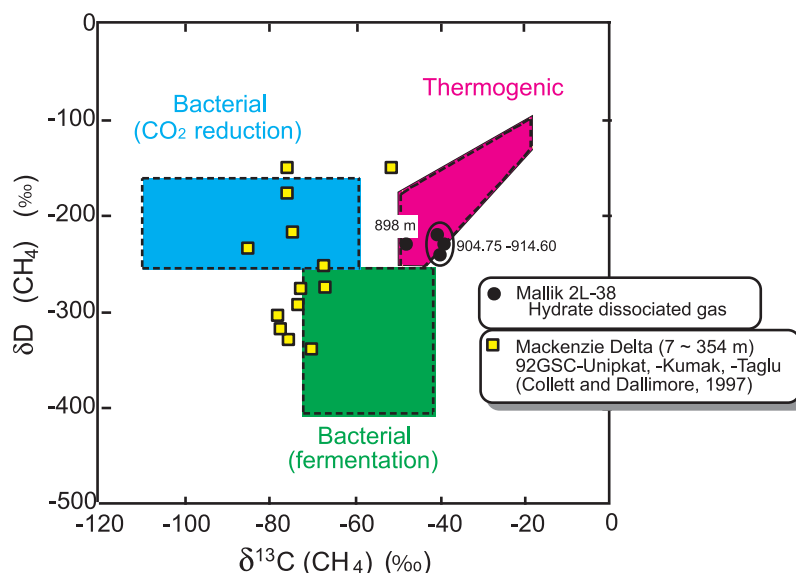 0
-100
-200
-300
-400
-500
δD (CH4) (‰)
-120 -100 -80 -60 -40 -20 0
δ13C (CH4) (‰)
Bacterial
(CO2 reduction)
Thermogenic
898 m
904.75 -914.60
Bacterial
(fermentation)
Mallik 2L-38
Hydrate dissociated gas
Mackenzie Delta (7 ~ 354 m)
92GSC-Unipkat, -Kumak, -Taglu
(Collett and Dallimore, 1997)